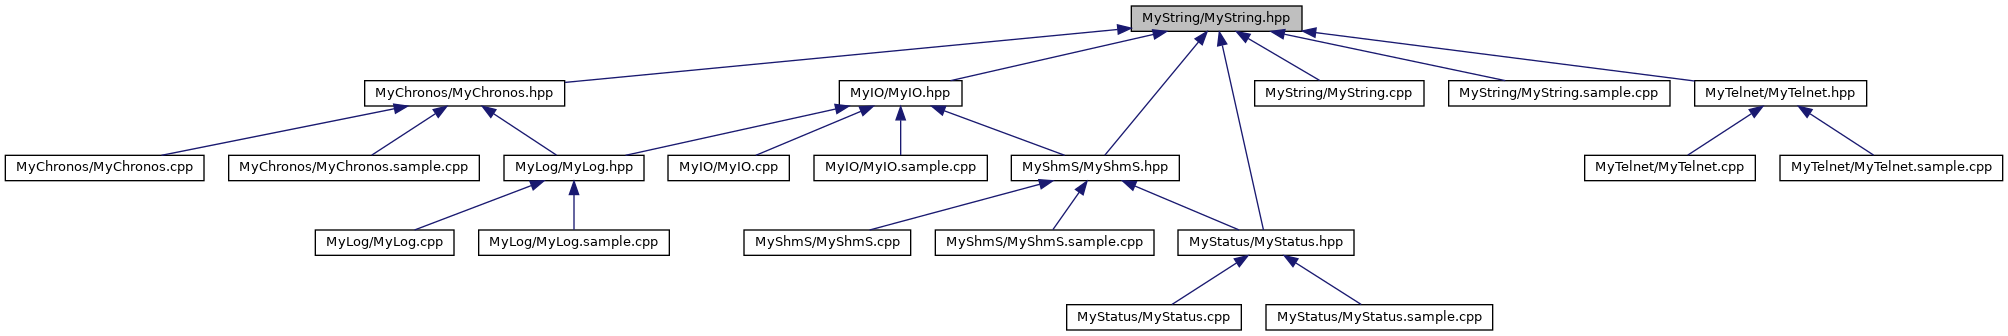 MyString/MyString.hpp
MyChronos/MyChronos.hpp
MyIO/MyIO.hpp
MyString/MyString.cpp
MyString/MyString.sample.cpp
MyTelnet/MyTelnet.hpp
MyChronos/MyChronos.cpp
MyChronos/MyChronos.sample.cpp
MyLog/MyLog.hpp
MyIO/MyIO.cpp
MyIO/MyIO.sample.cpp
MyShmS/MyShmS.hpp
MyTelnet/MyTelnet.cpp
MyTelnet/MyTelnet.sample.cpp
MyLog/MyLog.cpp
MyLog/MyLog.sample.cpp
MyShmS/MyShmS.cpp
MyShmS/MyShmS.sample.cpp
MyStatus/MyStatus.hpp
MyStatus/MyStatus.cpp
MyStatus/MyStatus.sample.cpp